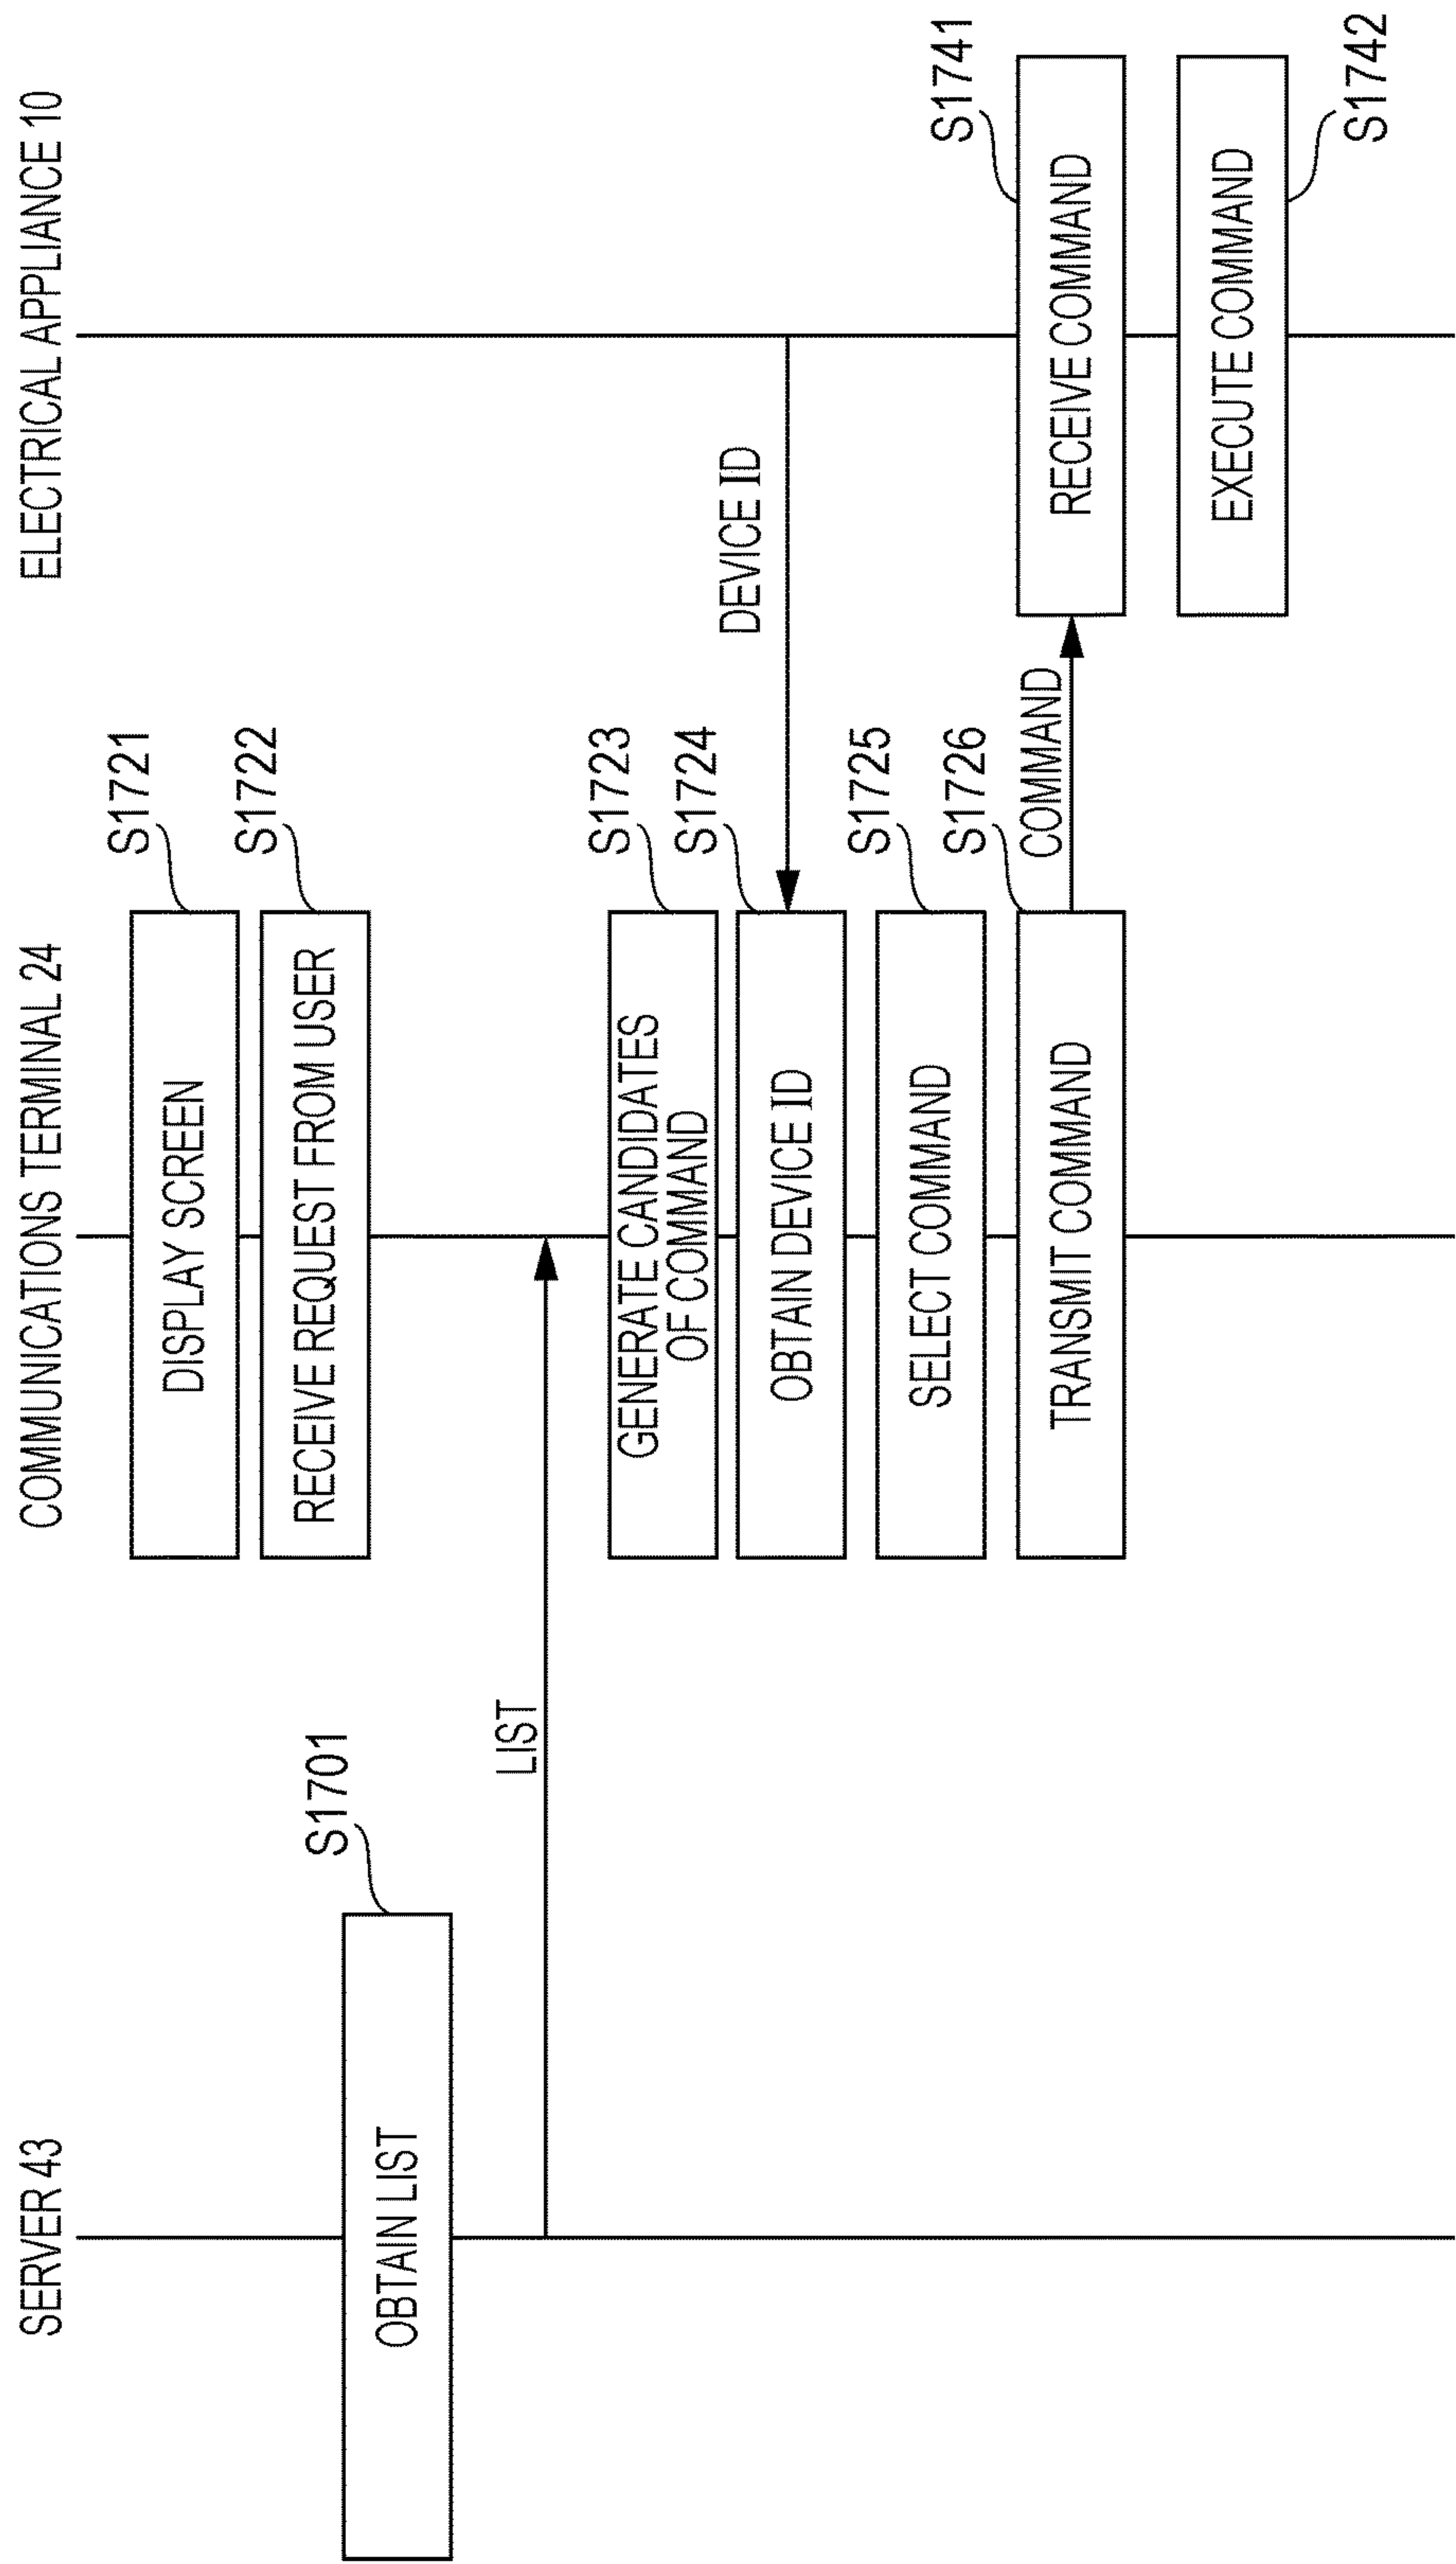 SERVER 43
COMMUNICATIONS TERMINAL 24
ELECTRICAL APPLIANCE 10
S1721
DISPLAY SCREEN
S1722
RECEIVE REQUEST FROM USER
S1701
OBTAIN LIST
LIST
S1723
GENERATE CANDIDATES
OF COMMAND
S1724
DEVICE ID
OBTAIN DEVICE ID
S1725
SELECT COMMAND
S1726
TRANSMIT COMMAND
COMMAND
S1741
RECEIVE COMMAND
EXECUTE COMMAND
S1742